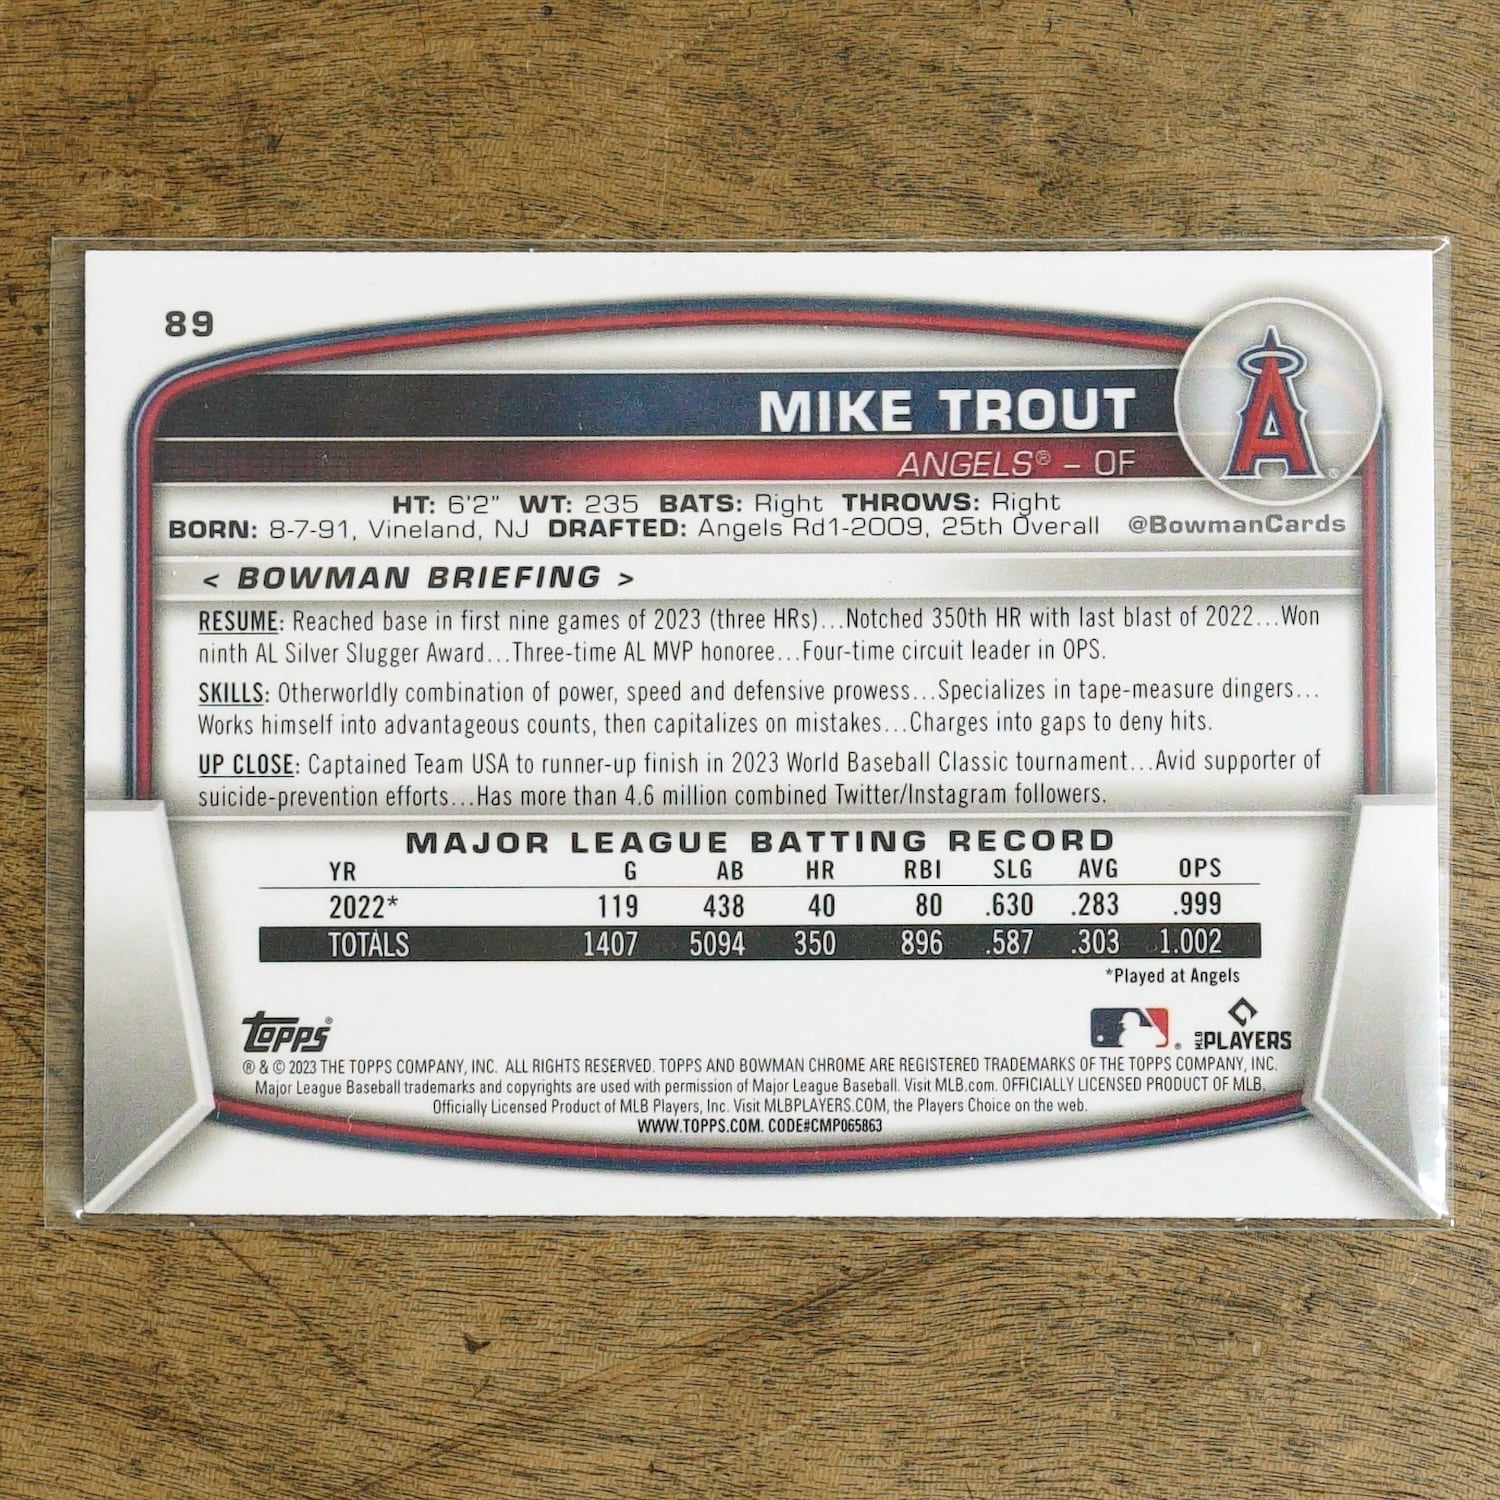 89
MIKE TROUT
ANGELS® – OF
A
HT: 6'2" WT: 235 BATS: Right THROWS: Right
BORN: 8-7-91, Vineland, NJ DRAFTED: Angels Rd1-2009, 25th Overall
@BowmanCards
< BOWMAN BRIEFING >
RESUME: Reached base in first nine games of 2023 (three HRs)...Notched 350th HR with last blast of 2022...Won
ninth AL Silver Slugger Award...Three-time AL MVP honoree...Four-time circuit leader in OPS.
SKILLS: Otherworldly combination of power, speed and defensive prowess...Specializes in tape-measure dingers...
Works himself into advantageous counts, then capitalizes on mistakes...Charges into gaps to deny hits.
UP CLOSE: Captained Team USA to runner-up finish in 2023 World Baseball Classic tournament...Avid supporter of
suicide-prevention efforts...Has more than 4.6 million combined Twitter/Instagram followers.
MAJOR LEAGUE BATTING RECORD
YR G AB HR RBI SLG AVG OPS
2022* 119 438 40 80 .630 .283 .999
TOTALS 1407 5094 350 896 .587 .303 1.002
*Played at Angels
Topps®
MLB PLAYERS
® & © 2023 THE TOPPS COMPANY, INC. ALL RIGHTS RESERVED. TOPPS AND BOWMAN CHROME ARE REGISTERED TRADEMARKS OF THE TOPPS COMPANY, INC.
Major League Baseball trademarks and copyrights are used with permission of Major League Baseball. Visit MLB.com. OFFICIALLY LICENSED PRODUCT OF MLB.
Officially Licensed Product of MLB Players, Inc. Visit MLBPLAYERS.COM, the Players Choice on the web.
WWW.TOPPS.COM. CODE#CMP065863